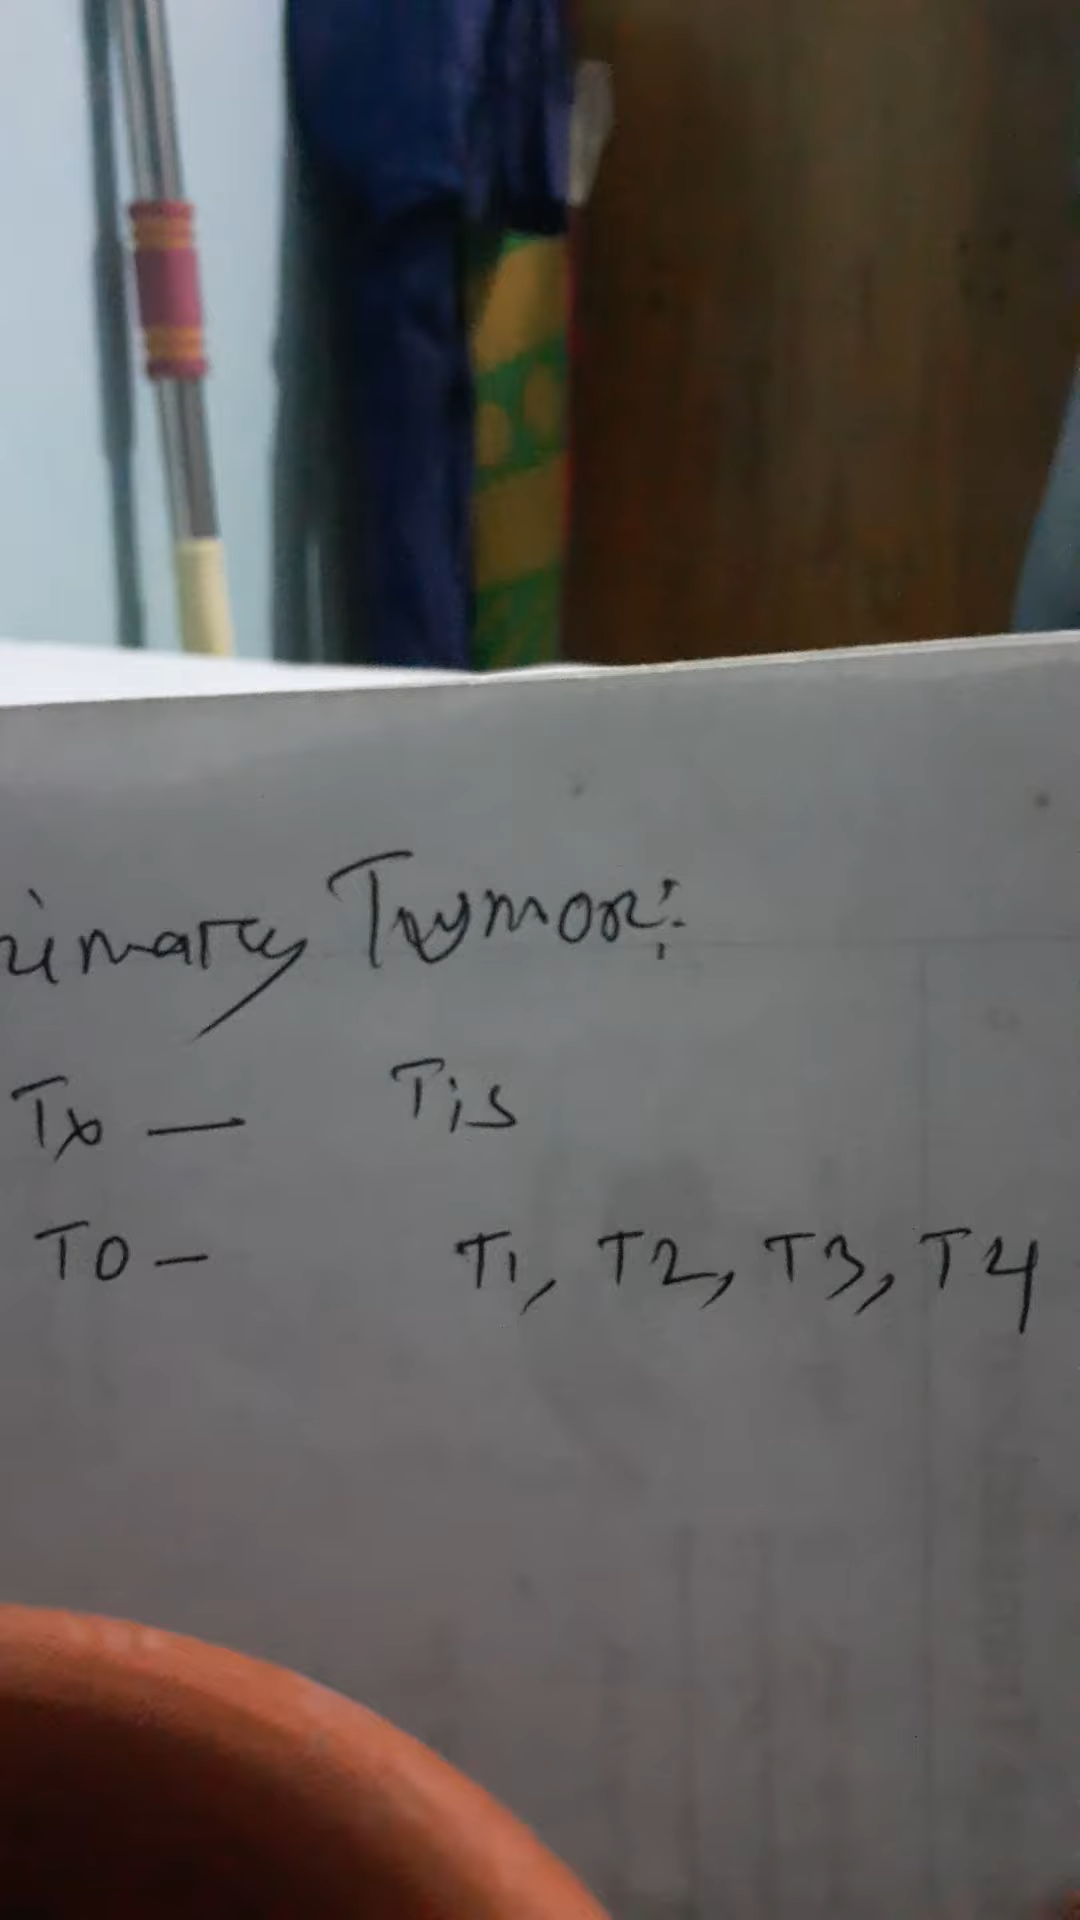 rimary Tumor:
Tx — Tis
T0 — T1, T2, T3, T4